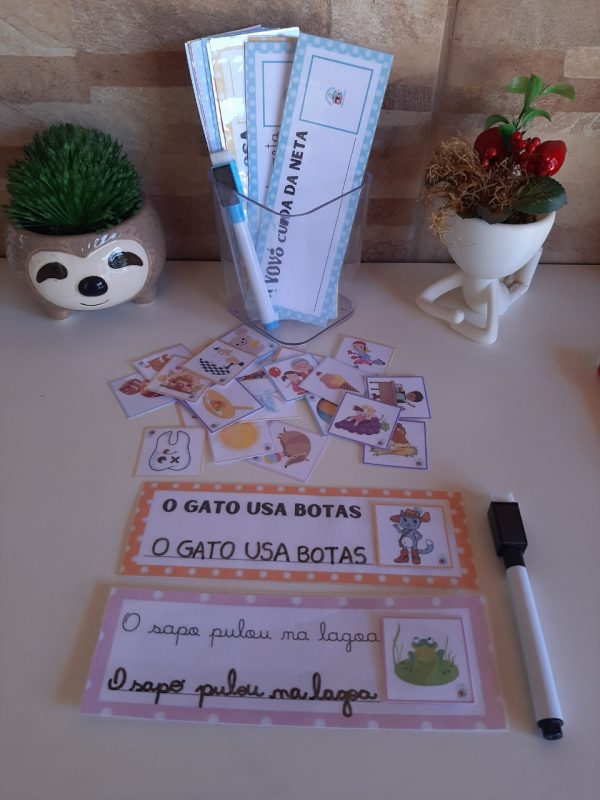 VOVÓ CUIDA DA NETA
O GATO USA BOTAS
O GATO USA BOTAS
O sapo pulou na lagoa
O sapo pulou na lagoa